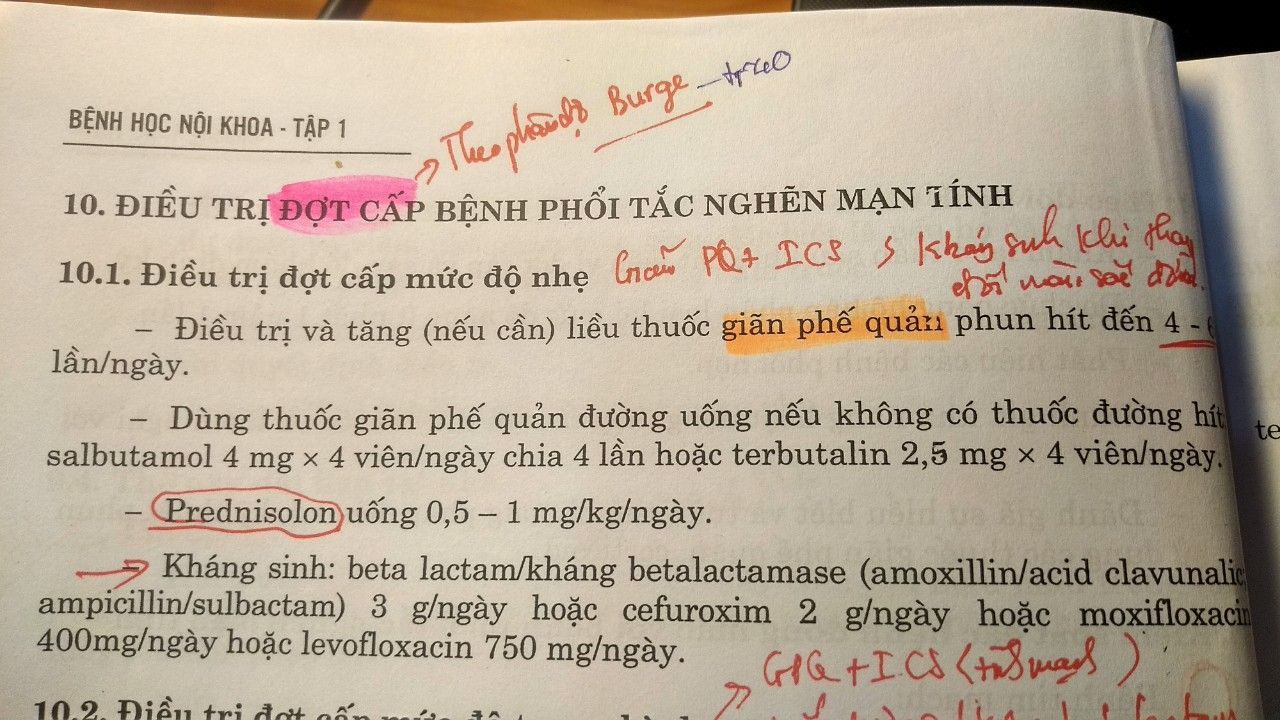 Theo phân độ Burge – tr 260
BỆNH HỌC NỘI KHOA - TẬP 1
10. ĐIỀU TRỊ ĐỢT CẤP BỆNH PHỔI TẮC NGHẼN MẠN TÍNH
10.1. Điều trị đợt cấp mức độ nhẹ
PQ + ICS Kháng sinh khi thay
đổi màu sắc đờm.
– Điều trị và tăng (nếu cần) liều thuốc giãn phế quản phun hít đến 4 - 6
lần/ngày.
– Dùng thuốc giãn phế quản đường uống nếu không có thuốc đường hít
salbutamol 4 mg × 4 viên/ngày chia 4 lần hoặc terbutalin 2,5 mg × 4 viên/ngày.
– Prednisolon uống 0,5 – 1 mg/kg/ngày.
– Kháng sinh: beta lactam/kháng betalactamase (amoxillin/acid clavunalic;
ampicillin/sulbactam) 3 g/ngày hoặc cefuroxim 2 g/ngày hoặc moxifloxacin
400mg/ngày hoặc levofloxacin 750 mg/ngày.
GPQ + ICS (tĩnh mạch)
10.2. Điều trị đợt cấp mức độ
te